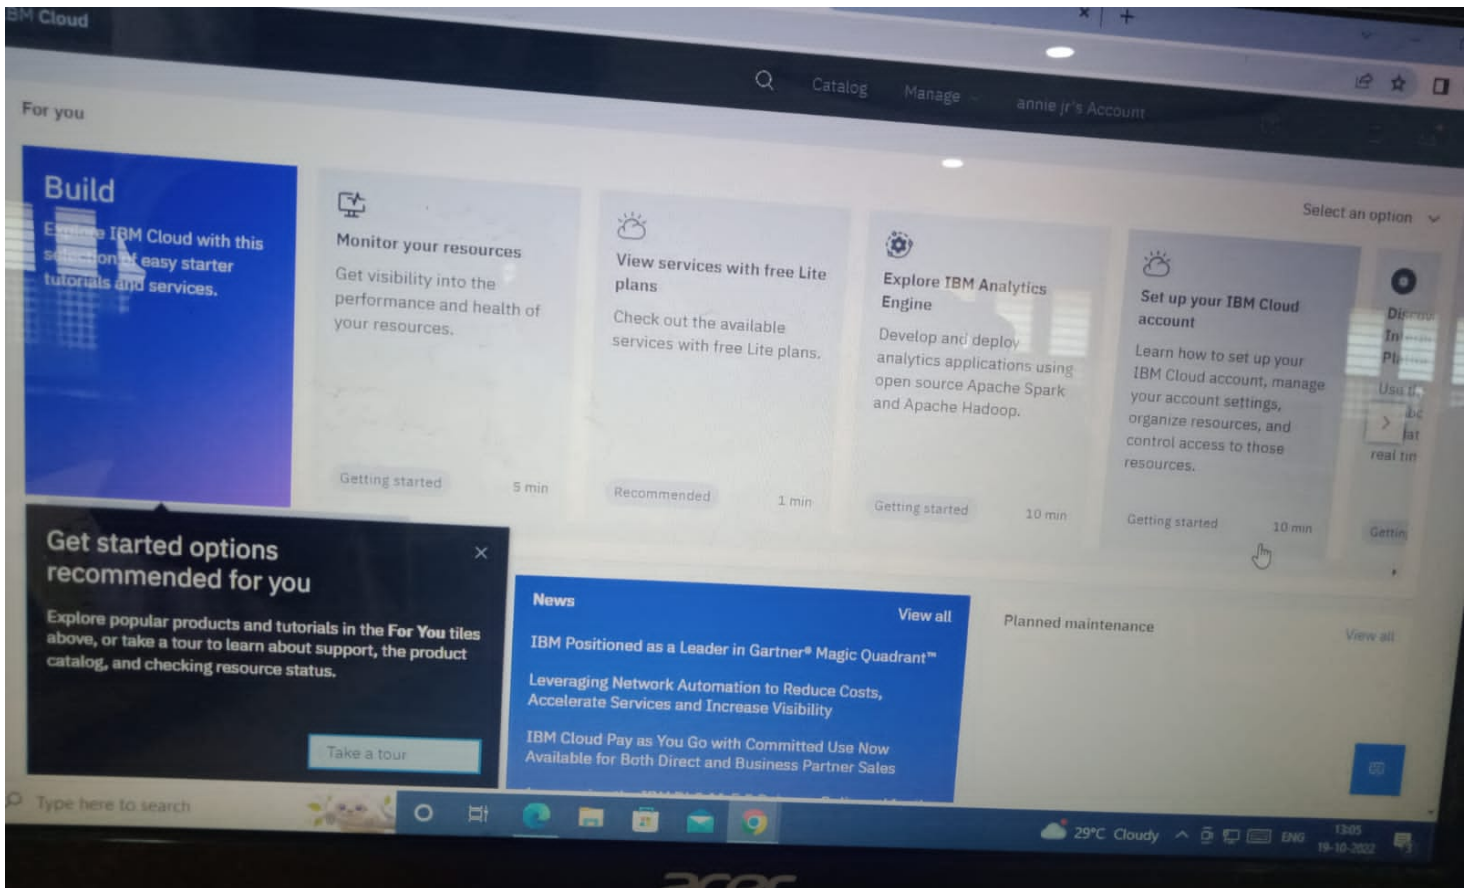 IBM Cloud
Catalog
Manage
annie jr's Account
For you
Select an option
Build
Explore IBM Cloud with this
selection of easy starter
tutorials and services.
Monitor your resources
Get visibility into the
performance and health of
your resources.
Getting started
5 min
View services with free Lite
plans
Check out the available
services with free Lite plans.
Recommended
1 min
Explore IBM Analytics
Engine
Develop and deploy
analytics applications using
open source Apache Spark
and Apache Hadoop.
Getting started
10 min
Set up your IBM Cloud
account
Learn how to set up your
IBM Cloud account, manage
your account settings,
organize resources, and
control access to those
resources.
Getting started
10 min
real tim
Gettin
Get started options
recommended for you
Explore popular products and tutorials in the For You tiles
above, or take a tour to learn about support, the product
catalog, and checking resource status.
Take a tour
News
View all
IBM Positioned as a Leader in Gartner® Magic Quadrant™
Leveraging Network Automation to Reduce Costs,
Accelerate Services and Increase Visibility
IBM Cloud Pay as You Go with Committed Use Now
Available for Both Direct and Business Partner Sales
Planned maintenance
View all
Type here to search
29°C Cloudy
ENG
13:05
19-10-2022
acer